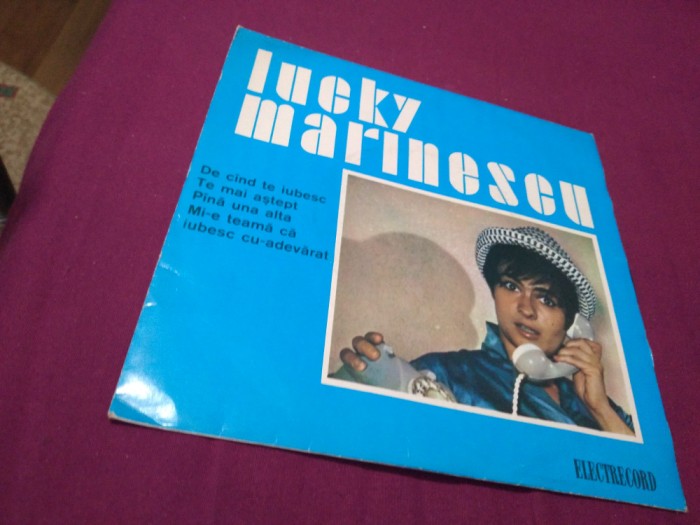 lucky
marinescu
De cînd te iubesc
Te mai aştept
Pînă una alta
Mi-e teamă că
iubesc cu-adevărat
ELECTRECORD